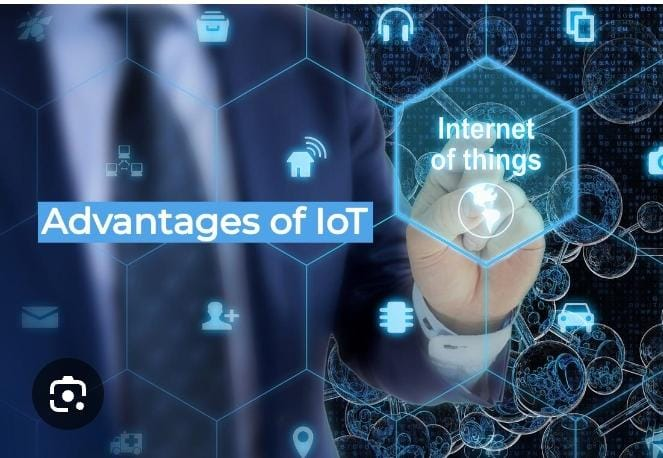 Internet
of things
Advantages of IoT